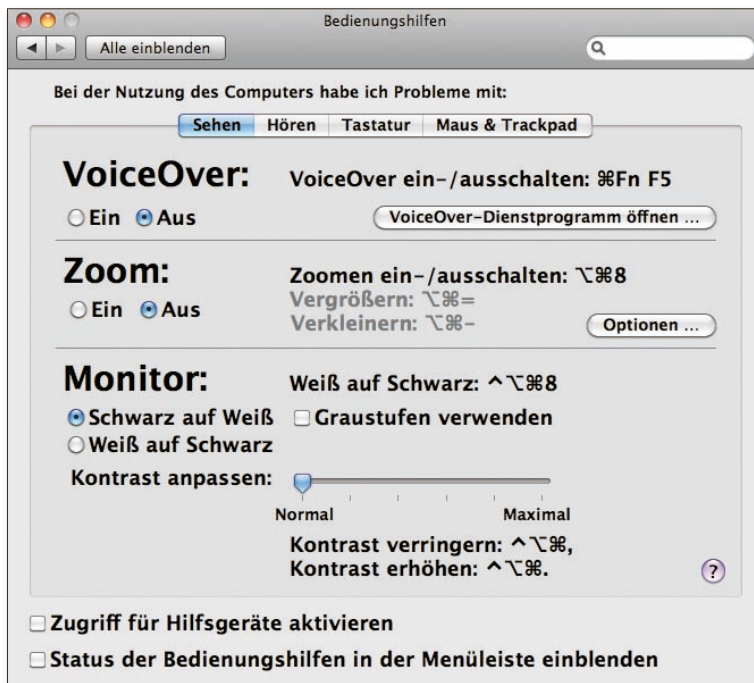 Bedienungshilfen
Alle einblenden
Bei der Nutzung des Computers habe ich Probleme mit:
Sehen Hören Tastatur Maus & Trackpad
VoiceOver: VoiceOver ein-/ausschalten: ⌘Fn F5
Ein Aus VoiceOver-Dienstprogramm öffnen ...
Zoom: Zoomen ein-/ausschalten: ⌥⌘8
Ein Aus Vergrößern: ⌥⌘=
Verkleinern: ⌥⌘-
Optionen ...
Monitor: Weiß auf Schwarz: ^⌥⌘8
Schwarz auf Weiß Graustufen verwenden
Weiß auf Schwarz
Kontrast anpassen:
Normal Maximal
Kontrast verringern: ^⌥⌘,
Kontrast erhöhen: ^⌥⌘.
?
Zugriff für Hilfsgeräte aktivieren
Status der Bedienungshilfen in der Menüleiste einblenden